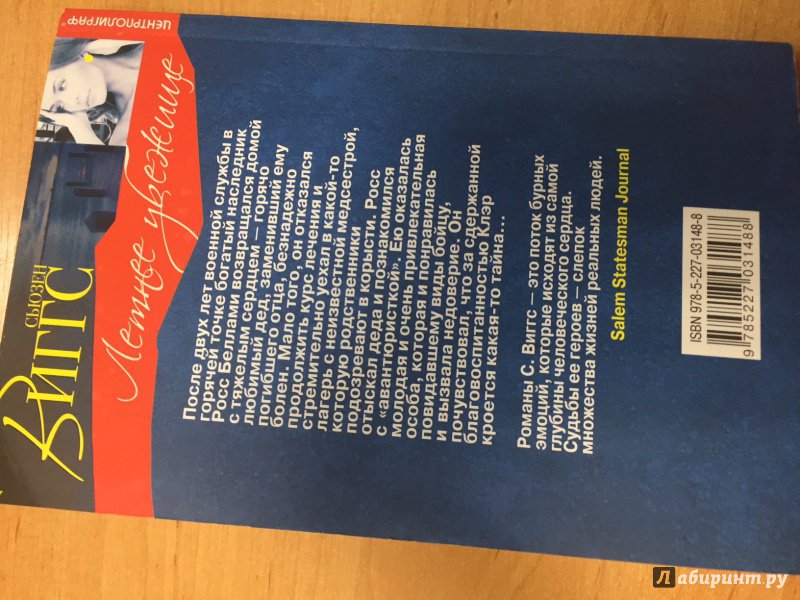 ЦЕНТРПОЛИГРАФ®
СЬЮЗЕН
ВИГГС
Летнее убежище
После двух лет военной службы в
горячей точке богатый наследник
Росс Беллами возвращался домой
с тяжелым сердцем — горячо
любимый дед, заменивший ему
погибшего отца, безнадежно
болен. Мало того, он отказался
продолжить курс лечения и
стремительно уехал в какой-то
лагерь с неизвестной медсестрой,
которую родственники
подозревают в корысти. Росс
отыскал деда и познакомился
с «авантюристкой». Ею оказалась
молодая и очень привлекательная
особа, которая и понравилась
повидавшему виды бойцу,
и вызвала недоверие. Он
почувствовал, что за сдержанной
благовоспитанностью Клэр
кроется какая-то тайна...
Романы С. Виггс — это поток бурных
эмоций, которые исходят из самой
глубины человеческого сердца.
Судьбы ее героев — слепок
множества жизней реальных людей.
Salem Statesman Journal
ISBN 978-5-227-03148-8
9785227031488
Лабиринт.ру